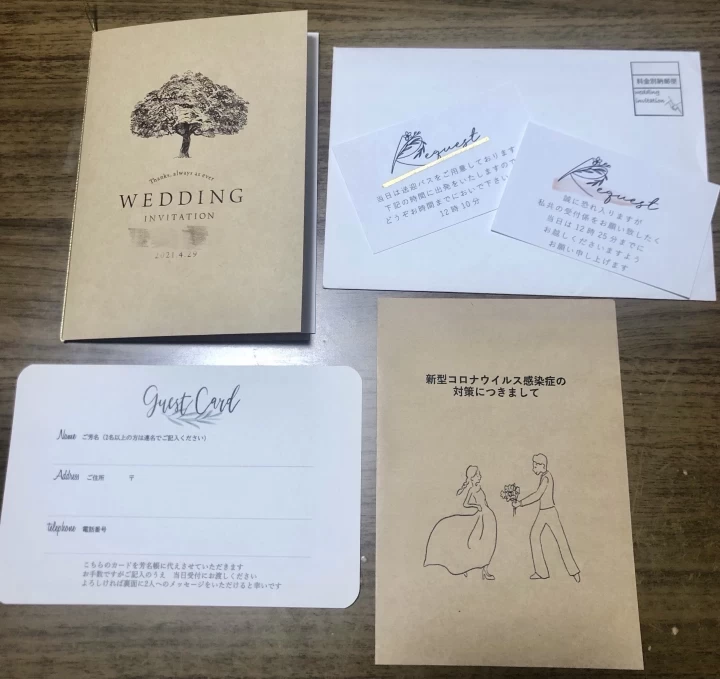 Thanks, always as ever
WEDDING
INVITATION
2021.4.29
料金別納郵便
wedding
invitation
Request
当日は送迎バスをご用意しております
下記の時間に出発をいたしますので
どうぞお時間までにおいで下さい
12時10分
Request
誠に恐れ入りますが
私共の受付係をお願い致したく
当日は12時25分までに
お越しくださいますよう
お願い申し上げます
Guest Card
Name ご芳名 (2名以上の方は連名でご記入ください)
Address ご住所 〒
telephone 電話番号
こちらのカードを芳名帳に代えさせていただきます
お手数ですがご記入のうえ 当日受付にお渡しください
よろしければ裏面に2人へのメッセージをいただけると幸いです
新型コロナウイルス感染症の
対策につきまして